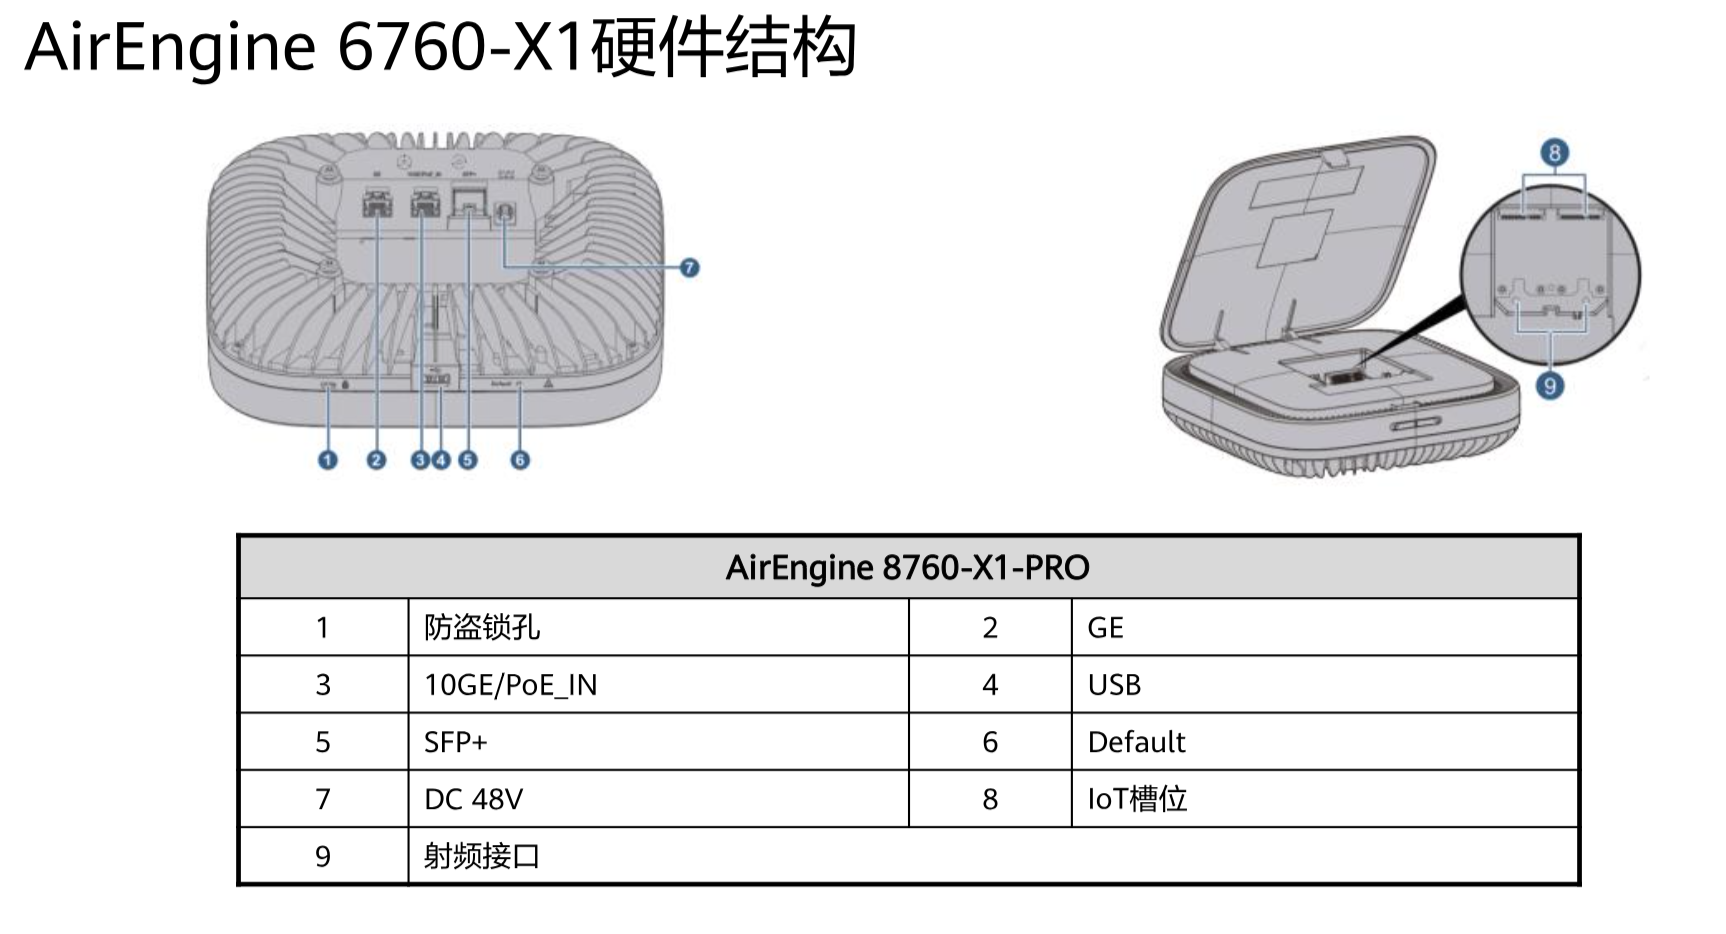 AirEngine 6760-X1硬件结构
SFP+
Default
7
1
2
3
4
5
6
8
9
AirEngine 8760-X1-PRO
1 防盗锁孔 2 GE
3 10GE/PoE_IN 4 USB
5 SFP+ 6 Default
7 DC 48V 8 IoT槽位
9 射频接口